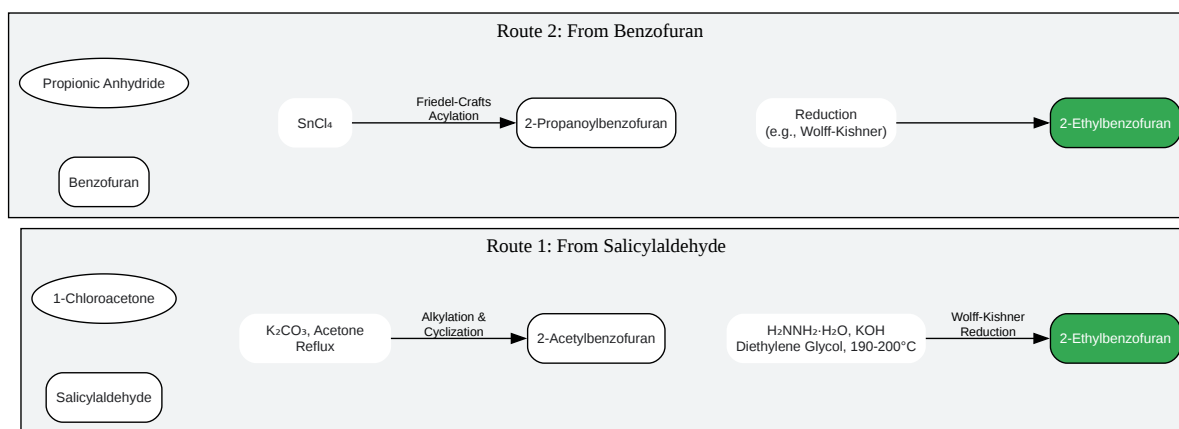 Route 2: From Benzofuran
Propionic Anhydride
Benzofuran
SnCl₄
Friedel-Crafts
Acylation
2-Propanoylbenzofuran
Reduction
(e.g., Wolff-Kishner)
2-Ethylbenzofuran
Route 1: From Salicylaldehyde
1-Chloroacetone
Salicylaldehyde
K₂CO₃, Acetone
Reflux
Alkylation &
Cyclization
2-Acetylbenzofuran
H₂NNH₂·H₂O, KOH
Diethylene Glycol, 190-200°C
Wolff-Kishner
Reduction
2-Ethylbenzofuran